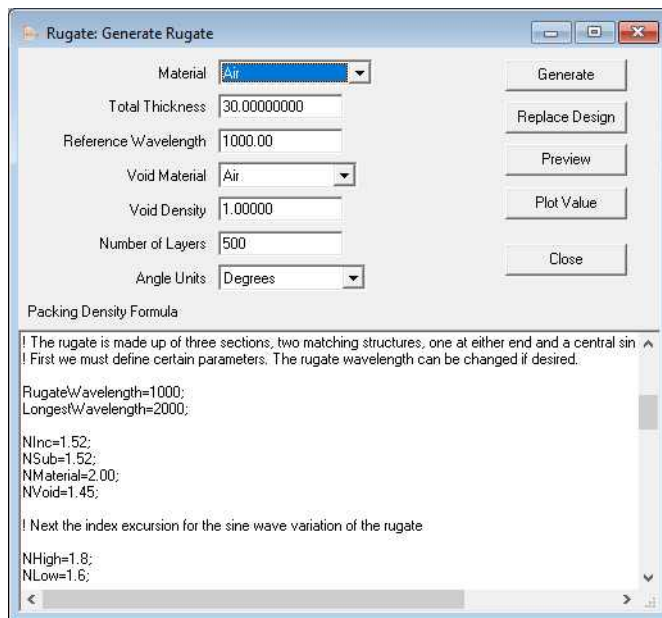 Rugate: Generate Rugate
Material Air
Generate
Total Thickness 30.00000000
Replace Design
Reference Wavelength 1000.00
Preview
Void Material Air
Void Density 1.00000
Plot Value
Number of Layers 500
Close
Angle Units Degrees
Packing Density Formula
! The rugate is made up of three sections, two matching structures, one at either end and a central sin
! First we must define certain parameters. The rugate wavelength can be changed if desired.
RugateWavelength=1000;
LongestWavelength=2000;
NInc=1.52;
NSub=1.52;
NMaterial=2.00;
NVoid=1.45;
! Next the index excursion for the sine wave variation of the rugate
NHigh=1.8;
NLow=1.6;